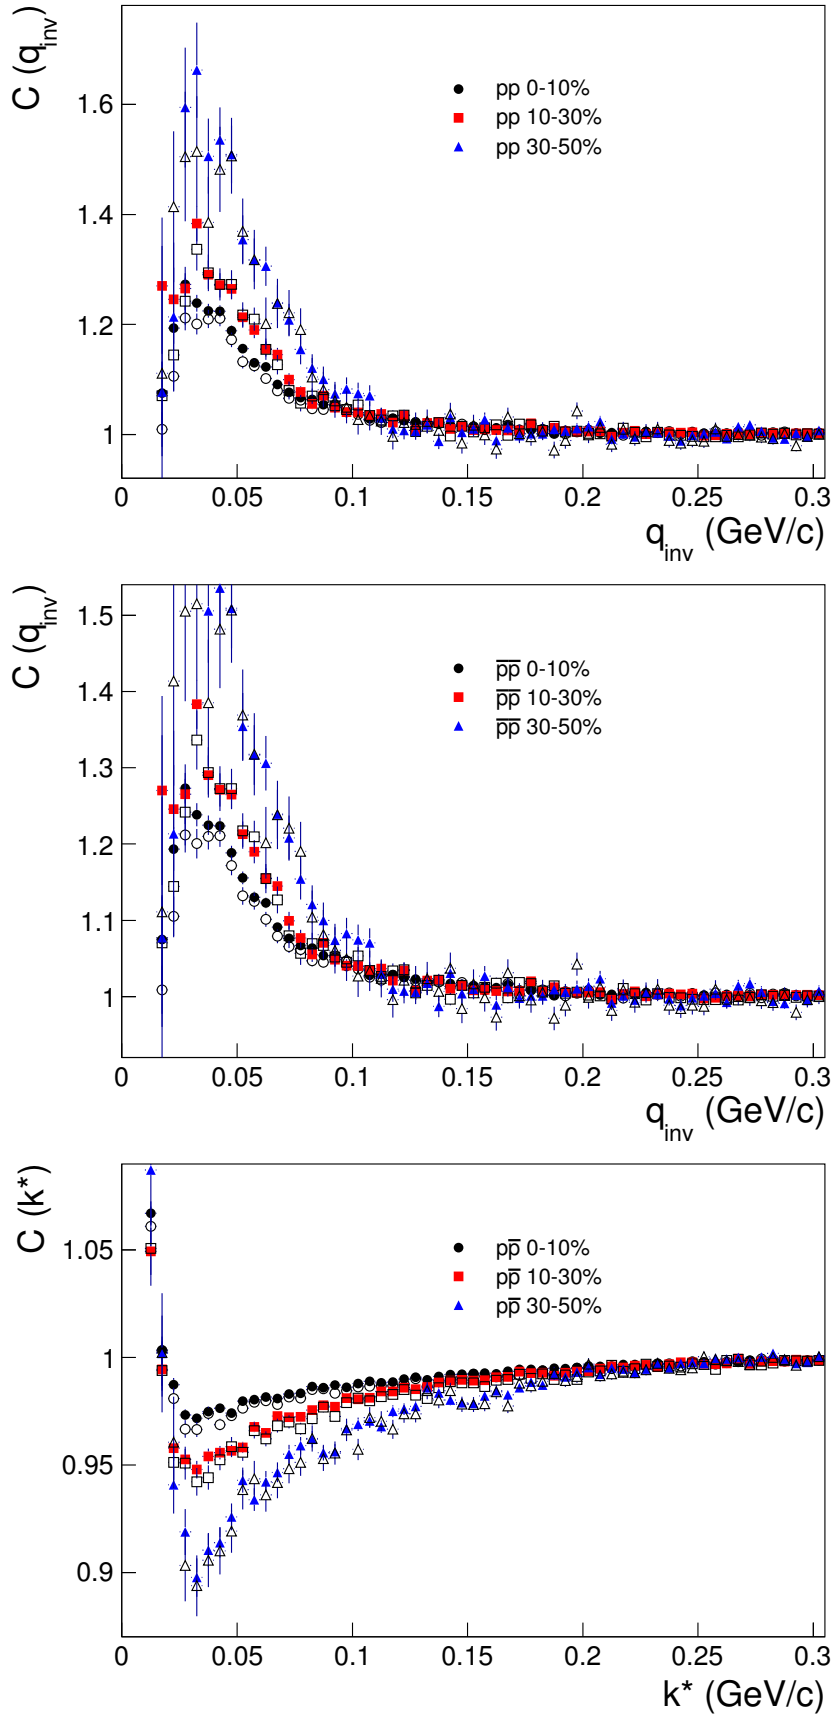 C (q_inv)
1.6
1.4
1.2
1
pp 0-10%
pp 10-30%
pp 30-50%
0 0.05 0.1 0.15 0.2 0.25 0.3
q_inv (GeV/c)
C (q_inv)
1.5
1.4
1.3
1.2
1.1
1
p̅p̅ 0-10%
p̅p̅ 10-30%
p̅p̅ 30-50%
0 0.05 0.1 0.15 0.2 0.25 0.3
q_inv (GeV/c)
C (k*)
1.05
1
0.95
0.9
pp̅ 0-10%
pp̅ 10-30%
pp̅ 30-50%
0 0.05 0.1 0.15 0.2 0.25 0.3
k* (GeV/c)